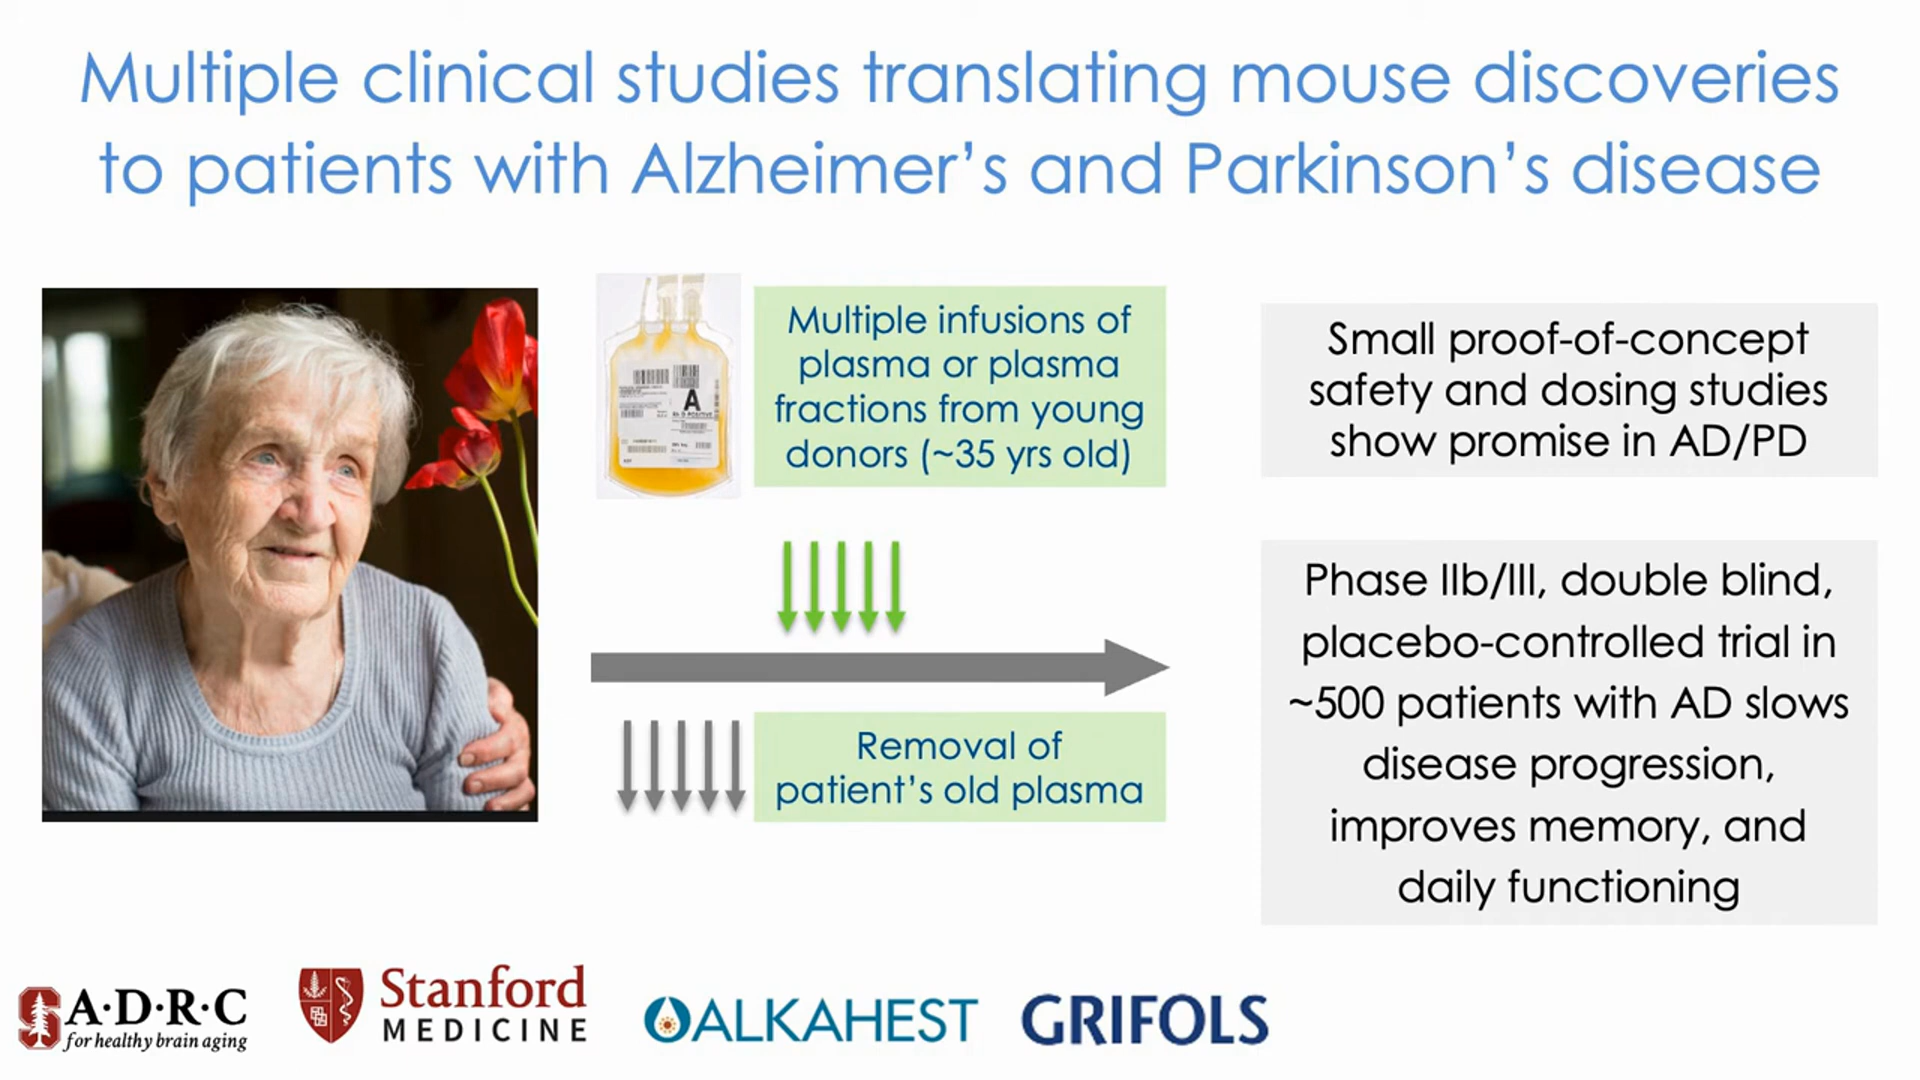 Multiple clinical studies translating mouse discoveries
to patients with Alzheimer's and Parkinson's disease
Multiple infusions of
plasma or plasma
fractions from young
donors (~35 yrs old)
A
Rh D POSITIVE
Removal of
patient's old plasma
Small proof-of-concept
safety and dosing studies
show promise in AD/PD
Phase IIb/III, double blind,
placebo-controlled trial in
~500 patients with AD slows
disease progression,
improves memory, and
daily functioning
S A·D·R·C
for healthy brain aging
Stanford
MEDICINE
ALKAHEST
GRIFOLS